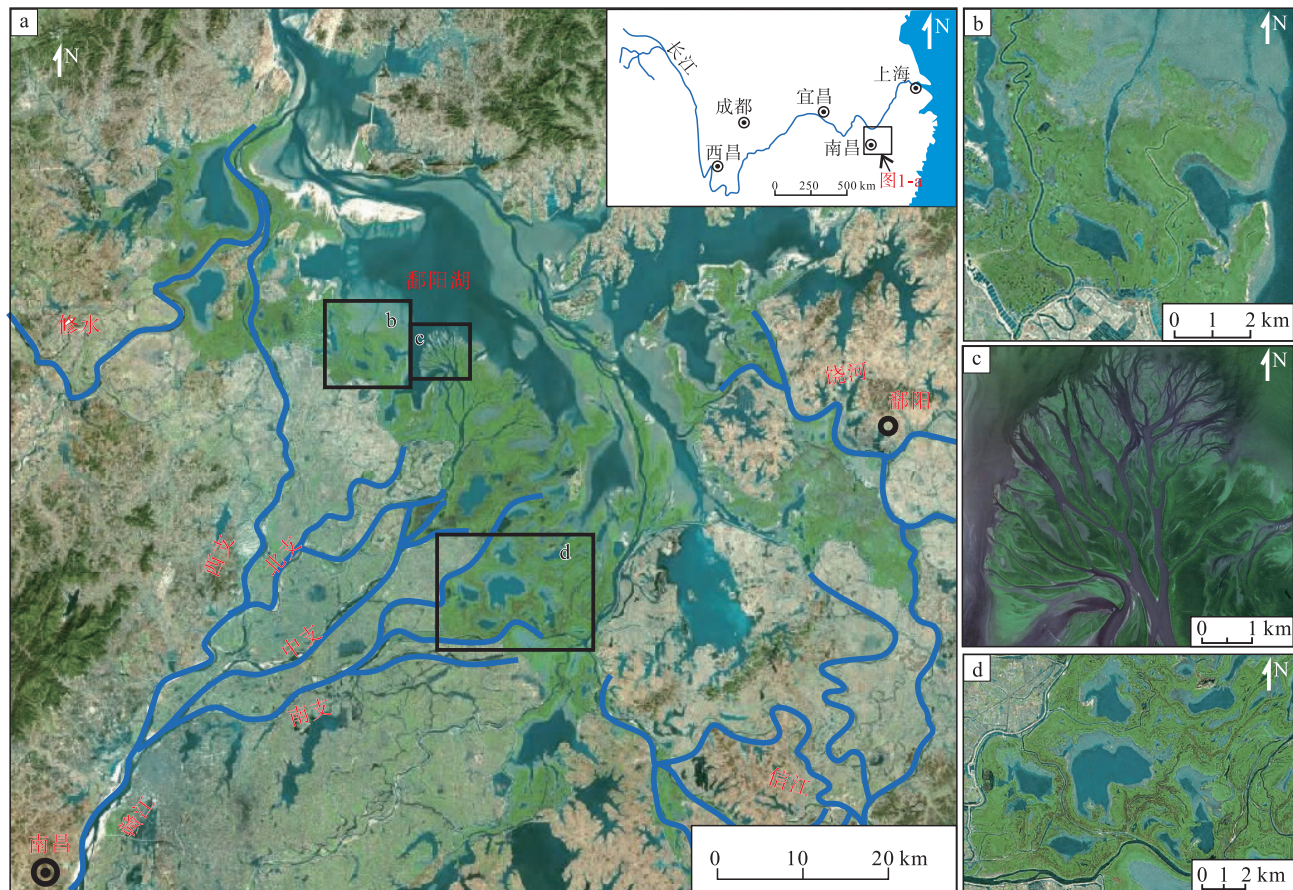 a
N
长江
成都
西昌
宜昌
上海
南昌
图1-a
0 250 500 km
N
鄱阳湖
b
c
d
修水
饶河
鄱阳
西支
北支
中支
南支
赣江
南昌
信江
0 10 20 km
b
N
0 1 2 km
c
N
0 1 km
d
N
0 1 2 km